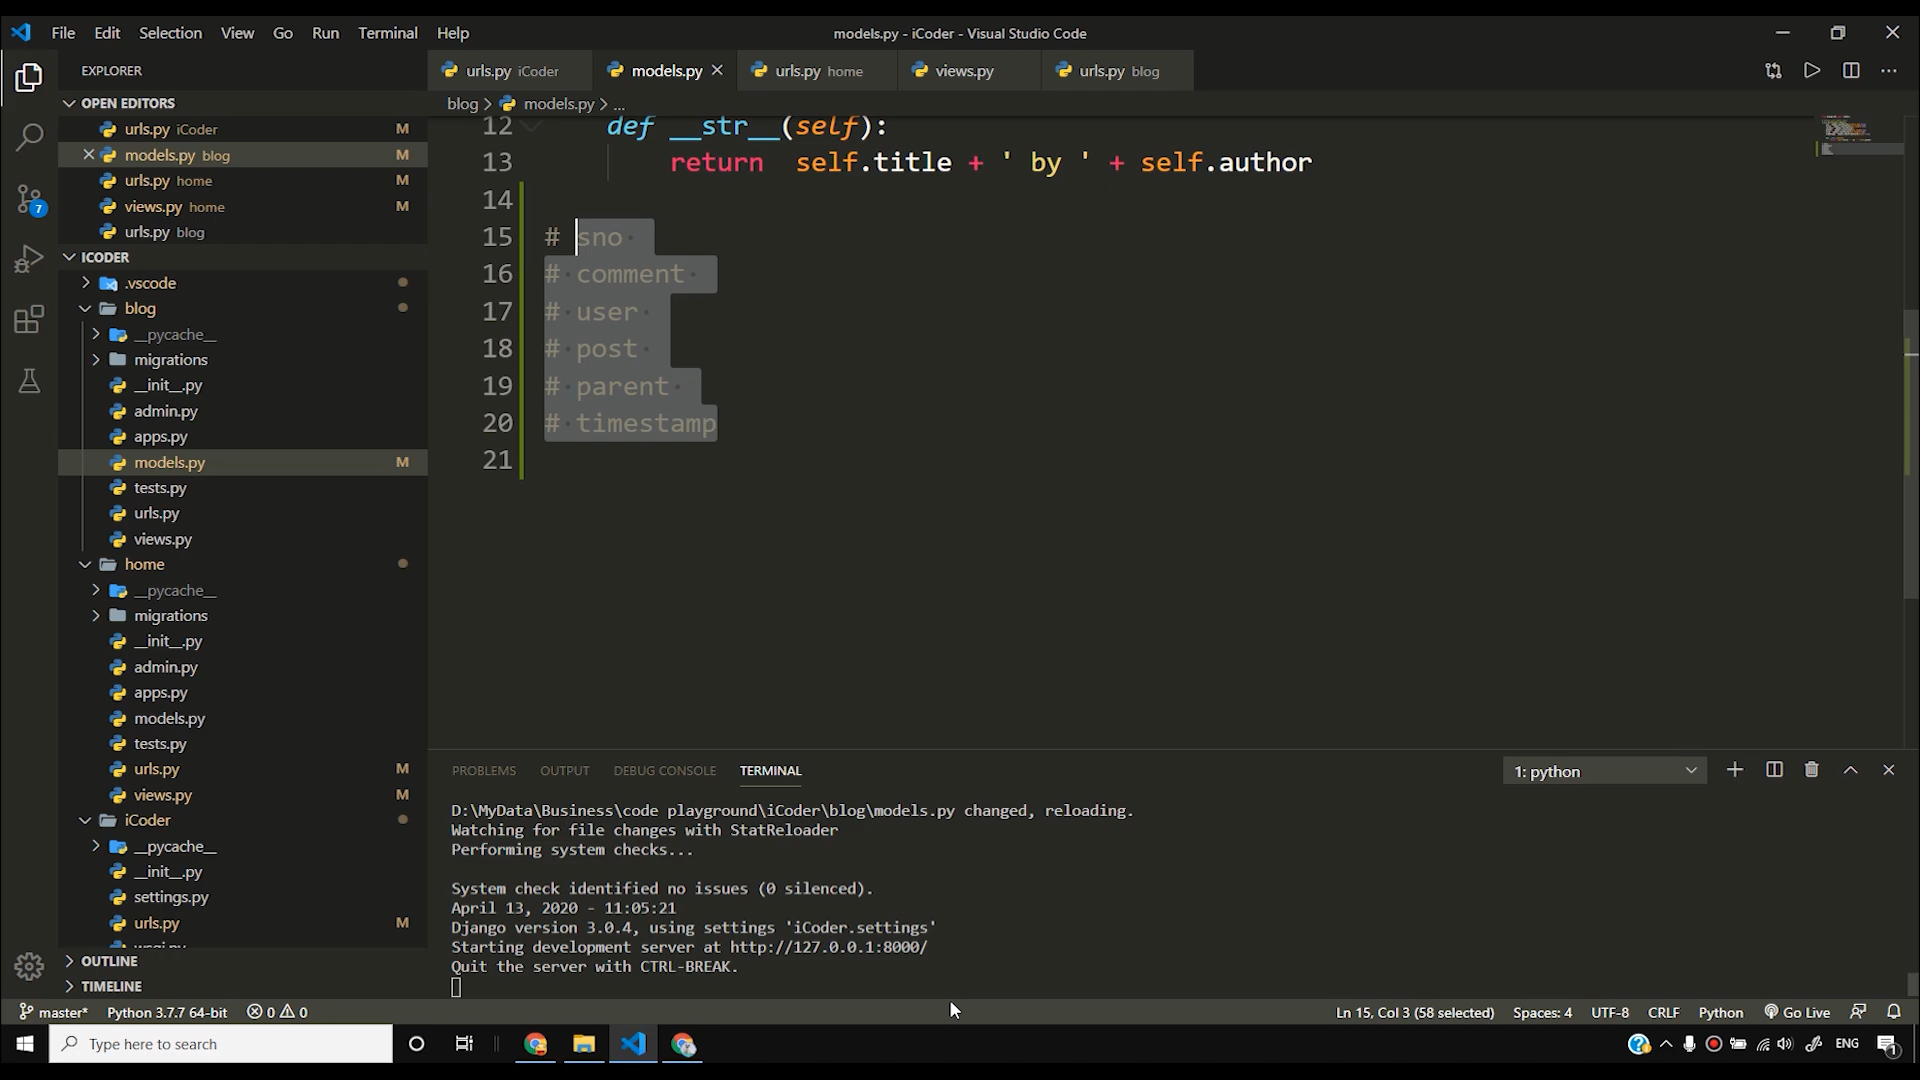 File Edit Selection View Go Run Terminal Help
models.py - iCoder - Visual Studio Code
EXPLORER
OPEN EDITORS
urls.py iCoder M
models.py blog M
urls.py home M
views.py home M
urls.py blog
ICODER
.vscode
blog
__pycache__
migrations
__init__.py
admin.py
apps.py
models.py M
tests.py
urls.py
views.py
home
__pycache__
migrations
__init__.py
admin.py
apps.py
models.py
tests.py
urls.py M
views.py M
iCoder
__pycache__
__init__.py
settings.py
urls.py M
wsgi.py
OUTLINE
TIMELINE
7
urls.py iCoder
models.py
urls.py home
views.py
urls.py blog
blog > models.py > ...
12 def __str__(self):
13 return self.title + ' by ' + self.author
14
15 # sno
16 # comment
17 # user
18 # post
19 # parent
20 # timestamp
21
PROBLEMS OUTPUT DEBUG CONSOLE TERMINAL
1: python
D:\MyData\Business\code playground\iCoder\blog\models.py changed, reloading.
Watching for file changes with StatReloader
Performing system checks...
System check identified no issues (0 silenced).
April 13, 2020 - 11:05:21
Django version 3.0.4, using settings 'iCoder.settings'
Starting development server at http://127.0.0.1:8000/
Quit the server with CTRL-BREAK.
master* Python 3.7.7 64-bit 0 0
Ln 15, Col 3 (58 selected) Spaces: 4 UTF-8 CRLF Python Go Live
Type here to search
ENG
1